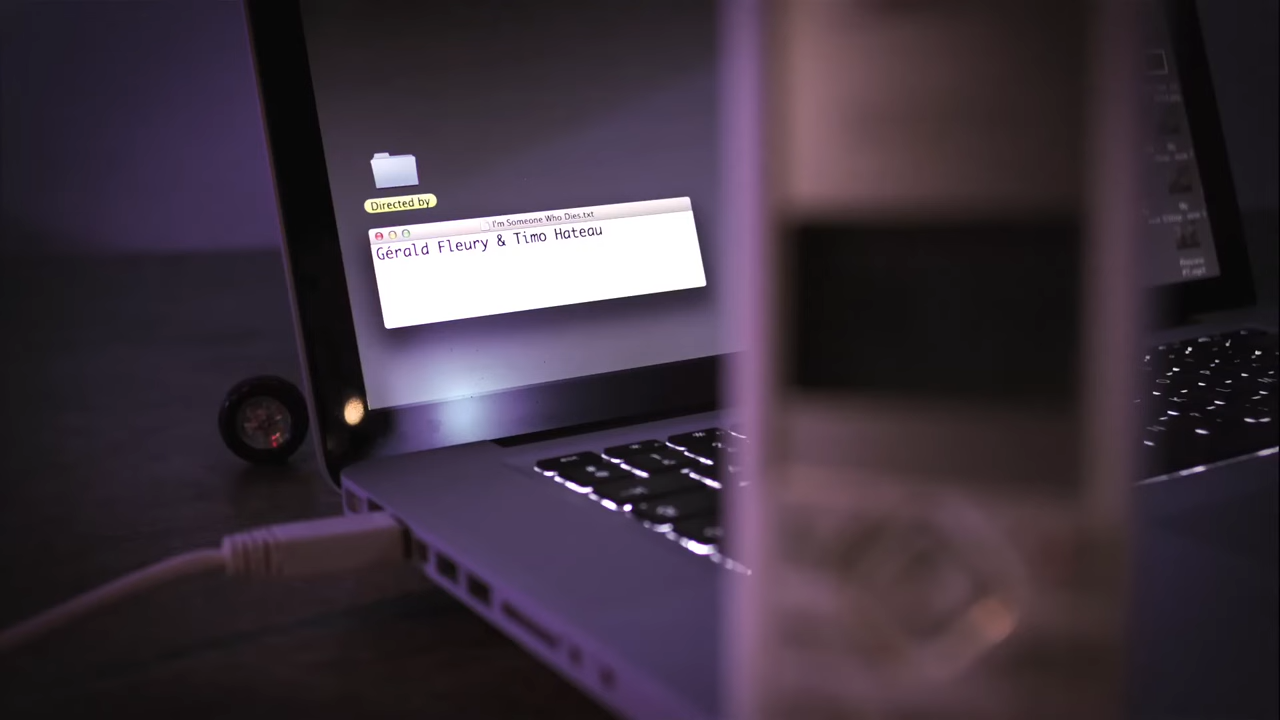 Directed by
I'm Someone Who Dies.txt
Gérald Fleury & Timo Hateau